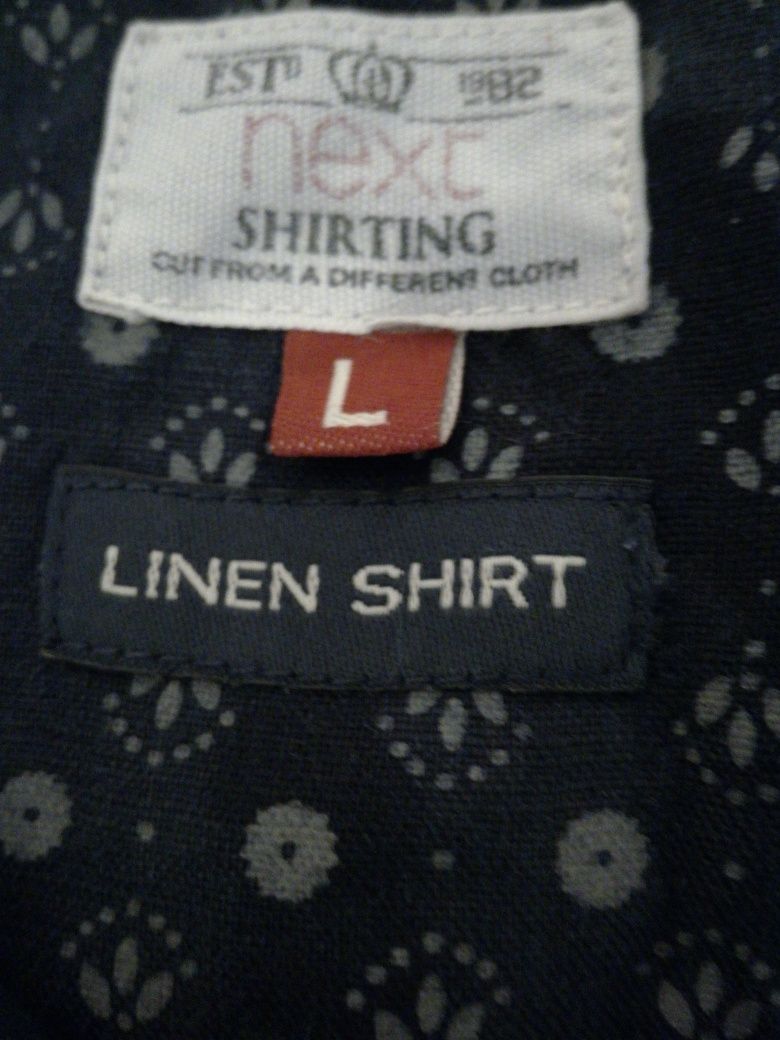 ESTD 1982
next
SHIRTING
CUT FROM A DIFFERENT CLOTH
L
LINEN SHIRT